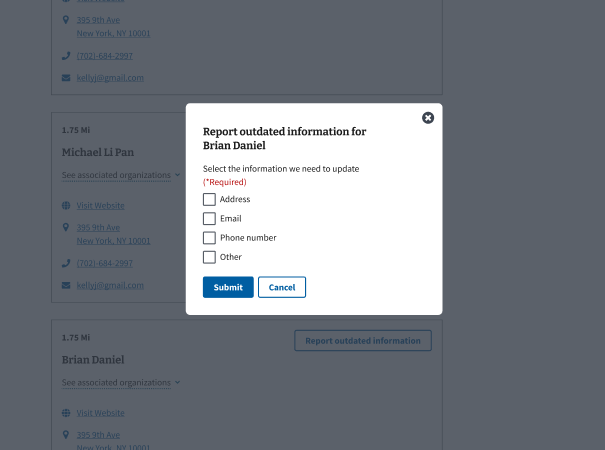 395 9th Ave
New York, NY 10001
(702)-684-2997
kellyj@gmail.com
1.75 Mi
Michael Li Pan
See associated organizations
Visit Website
395 9th Ave
New York, NY 10001
(702)-684-2997
kellyj@gmail.com
Report outdated information for
Brian Daniel
Select the information we need to update
(*Required)
Address
Email
Phone number
Other
Submit Cancel
1.75 Mi
Report outdated information
Brian Daniel
See associated organizations
Visit Website
395 9th Ave
New York, NY 10001